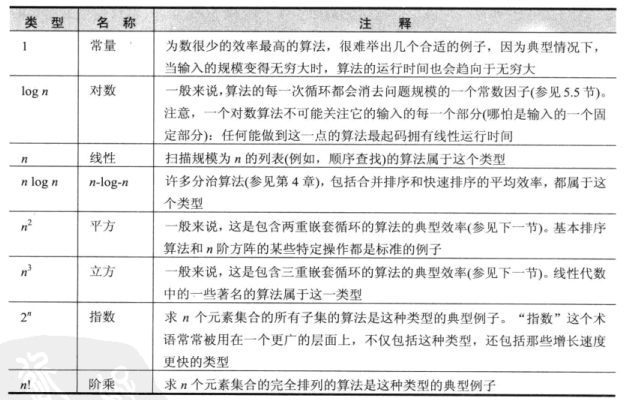 类 型 名 称 注 释
1 常量 为数很少的效率最高的算法，很难举出几个合适的例子，因为典型情况下，
当输入的规模变得无穷大时，算法的运行时间也会趋向于无穷大
log n 对数 一般来说，算法的每一次循环都会消去问题规模的一个常数因子(参见 5.5 节)。
注意，一个对数算法不可能关注它的输入的每一个部分(哪怕是输入的一个固
定部分)：任何能做到这一点的算法最起码拥有线性运行时间
n 线性 扫描规模为 n 的列表(例如，顺序查找)的算法属于这个类型
n log n n-log-n 许多分治算法(参见第 4 章)，包括合并排序和快速排序的平均效率，都属于这
个类型
n² 平方 一般来说，这是包含两重嵌套循环的算法的典型效率(参见下一节)。基本排序
算法和 n 阶方阵的某些特定操作都是标准的例子
n³ 立方 一般来说，这是包含三重嵌套循环的算法的典型效率(参见下一节)。线性代数
中的一些著名的算法属于这一类型
2ⁿ 指数 求 n 个元素集合的所有子集的算法是这种类型的典型例子。“指数”这个术
语常常被用在一个更广的层面上，不仅包括这种类型，还包括那些增长速度
更快的类型
n! 阶乘 求 n 个元素集合的完全排列的算法是这种类型的典型例子